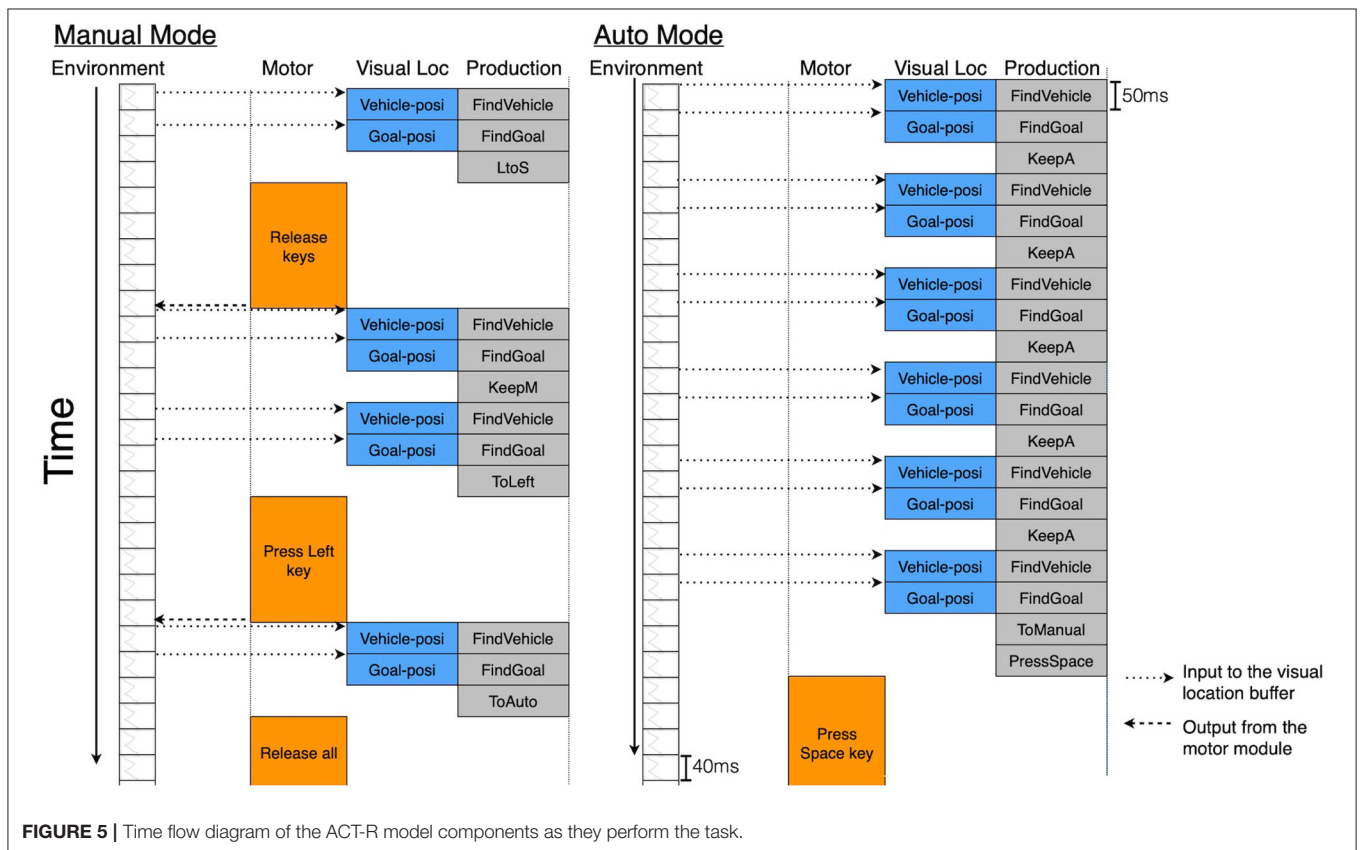 Manual Mode
Environment Motor Visual Loc Production
Vehicle-posi FindVehicle
Goal-posi FindGoal
LtoS
Release
keys
Vehicle-posi FindVehicle
Goal-posi FindGoal
KeepM
Vehicle-posi FindVehicle
Goal-posi FindGoal
ToLeft
Press Left
key
Vehicle-posi FindVehicle
Goal-posi FindGoal
ToAuto
Release all
Time
Auto Mode
Environment Motor Visual Loc Production
Vehicle-posi FindVehicle 50ms
Goal-posi FindGoal
KeepA
Vehicle-posi FindVehicle
Goal-posi FindGoal
KeepA
Vehicle-posi FindVehicle
Goal-posi FindGoal
KeepA
Vehicle-posi FindVehicle
Goal-posi FindGoal
KeepA
Vehicle-posi FindVehicle
Goal-posi FindGoal
KeepA
Vehicle-posi FindVehicle
Goal-posi FindGoal
ToManual
PressSpace
Press
Space key
40ms
Input to the visual
location buffer
Output from the
motor module
FIGURE 5 | Time flow diagram of the ACT-R model components as they perform the task.